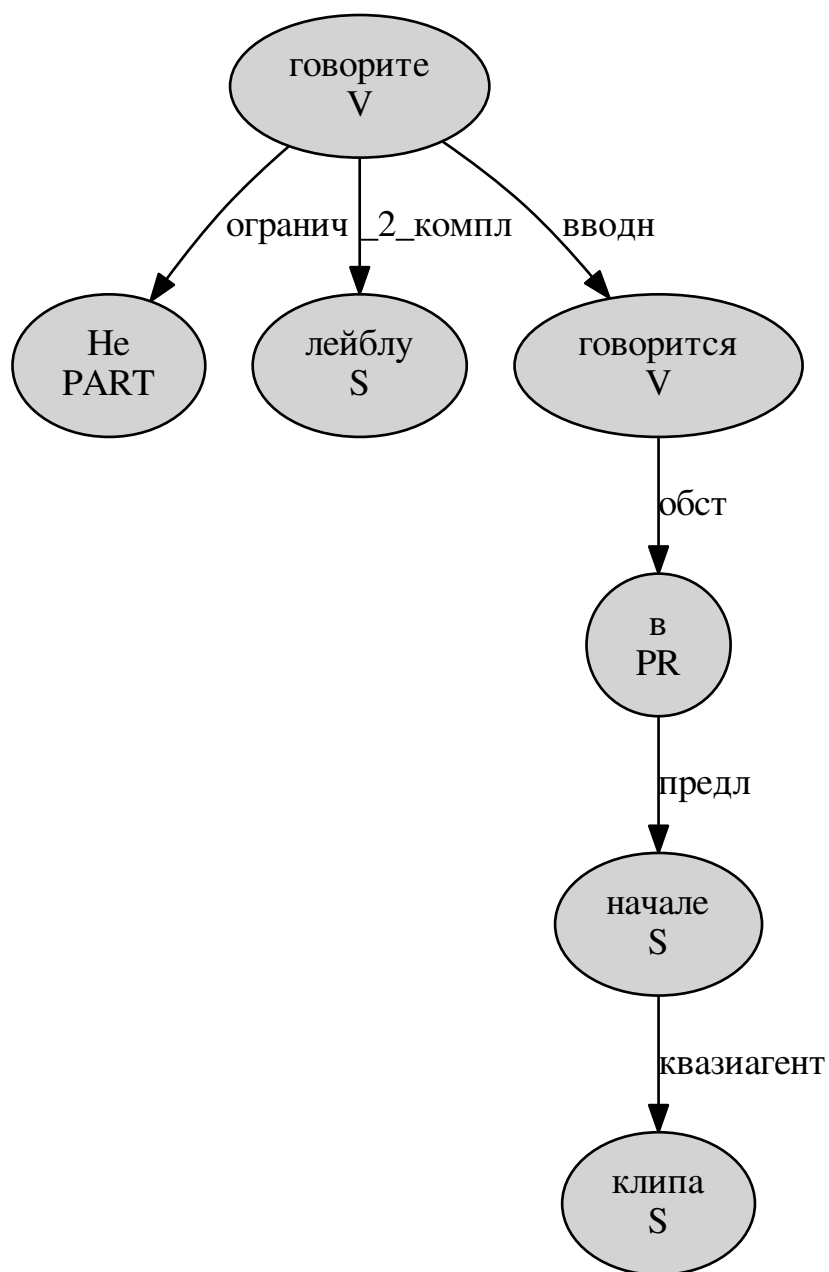 говорите
V
огранич
_2_компл
вводн
Не
PART
лейблу
S
говорится
V
обст
в
PR
предл
начале
S
квазиагент
клипа
S